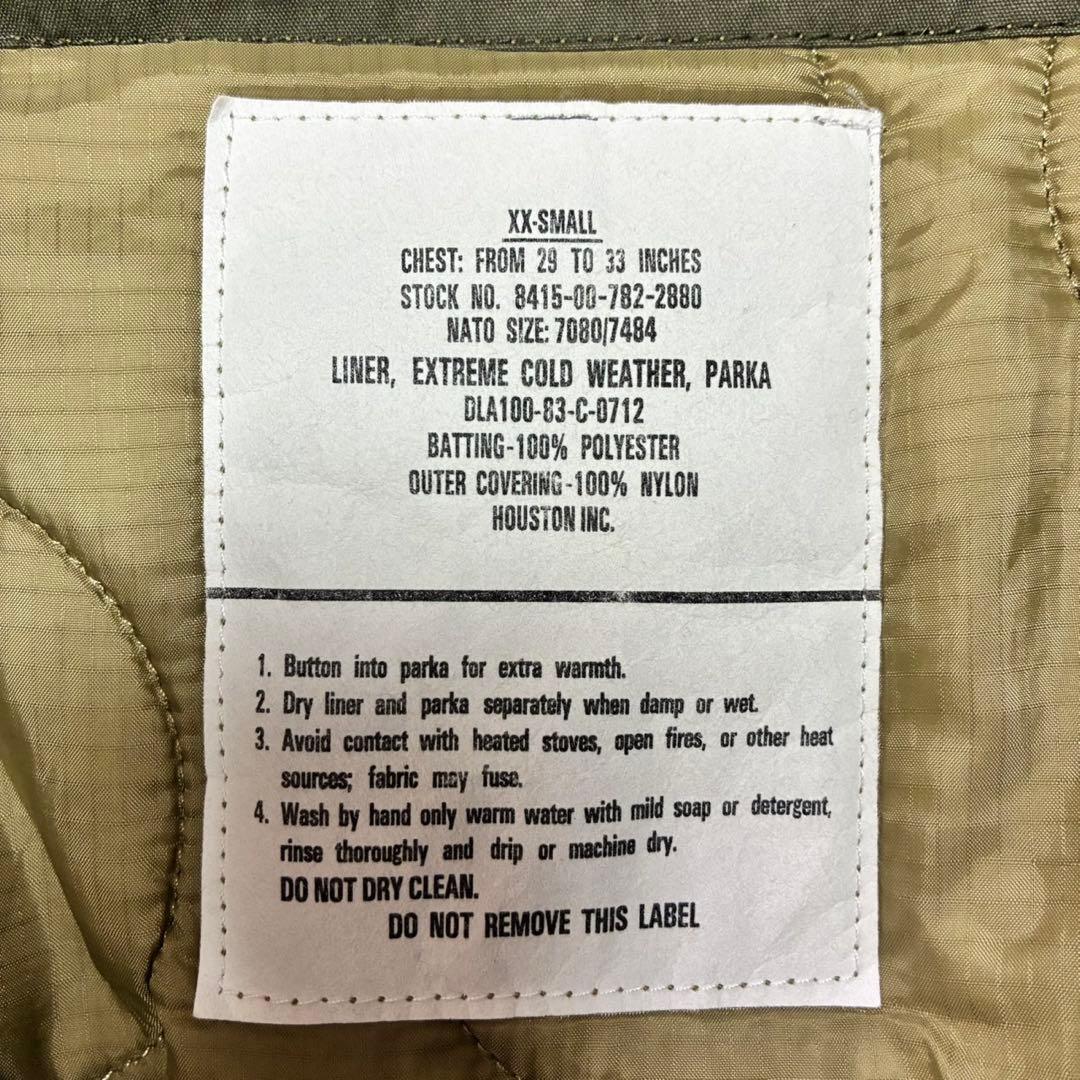 XX-SMALL
CHEST: FROM 29 TO 33 INCHES
STOCK NO. 8415-00-782-2880
NATO SIZE: 7080/7484
LINER, EXTREME COLD WEATHER, PARKA
DLA100-83-C-0712
BATTING-100% POLYESTER
OUTER COVERING-100% NYLON
HOUSTON INC.
1. Button into parka for extra warmth.
2. Dry liner and parka separately when damp or wet.
3. Avoid contact with heated stoves, open fires, or other heat
sources; fabric may fuse.
4. Wash by hand only warm water with mild soap or detergent,
rinse thoroughly and drip or machine dry.
DO NOT DRY CLEAN.
DO NOT REMOVE THIS LABEL